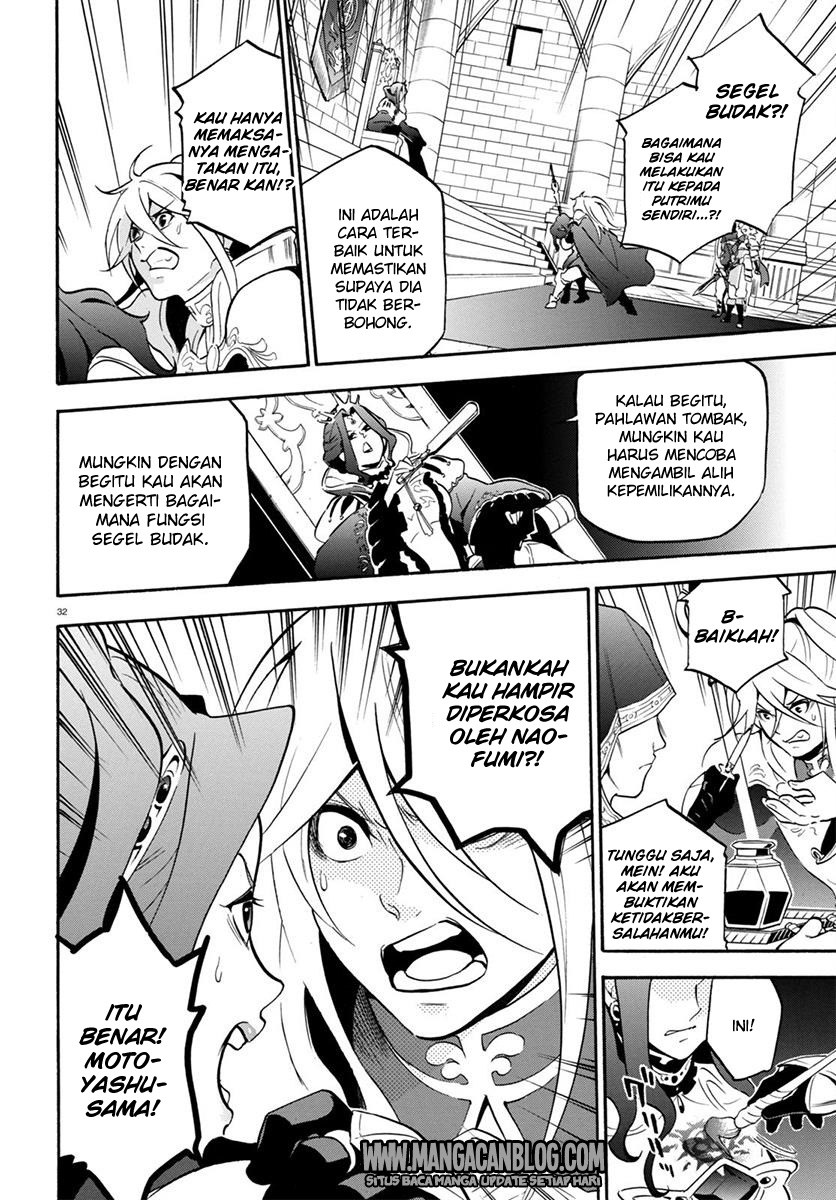 SEGEL
BUDAK?!
BAGAIMANA
BISA KAU
MELAKUKAN
ITU KEPADA
PUTRIMU
SENDIRI...?!
KAU HANYA
MEMAKSA-
NYA MENGA-
TAKAN ITU,
BENAR KAN!?
INI ADALAH
CARA TER-
BAIK UNTUK
MEMASTIKAN
SUPAYA DIA
TIDAK BER-
BOHONG.
KALAU BEGITU,
PAHLAWAN TOMBAK,
MUNGKIN KAU
HARUS MENCOBA
MENGAMBIL ALIH
KEPEMILIKANNYA.
MUNGKIN DENGAN
BEGITU KAU AKAN
MENGERTI BAGAI-
MANA FUNGSI
SEGEL BUDAK.
32
B-
BAIKLAH!
TUNGGU SAJA,
MEIN! AKU
AKAN MEM-
BUKTIKAN
KETIDAKBER-
SALAHANMU!
INI!
BUKANKAH
KAU HAMPIR
DIPERKOSA
OLEH NAO-
FUMI?!
ITU
BENAR!
MOTO-
YASHU-
SAMA!
WWW.MANGACANBLOG.COM
SITUS BACA MANGA UPDATE SETIAP HARI